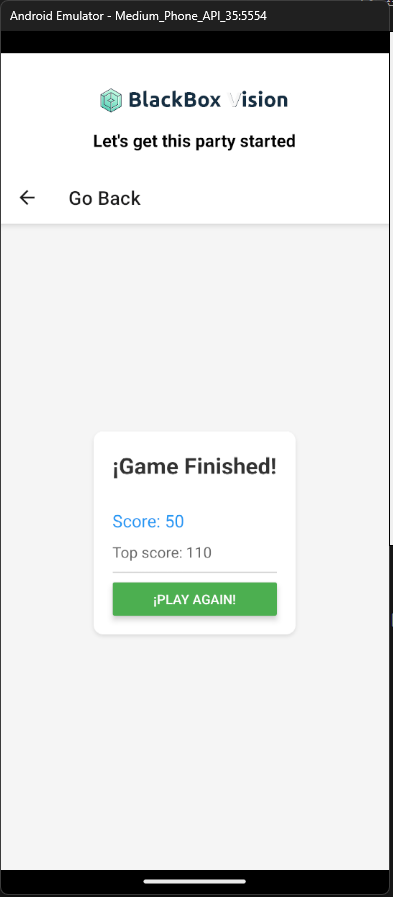 Android Emulator - Medium_Phone_API_35:5554
BlackBox Vision
Let's get this party started
Go Back
¡Game Finished!
Score: 50
Top score: 110
¡PLAY AGAIN!